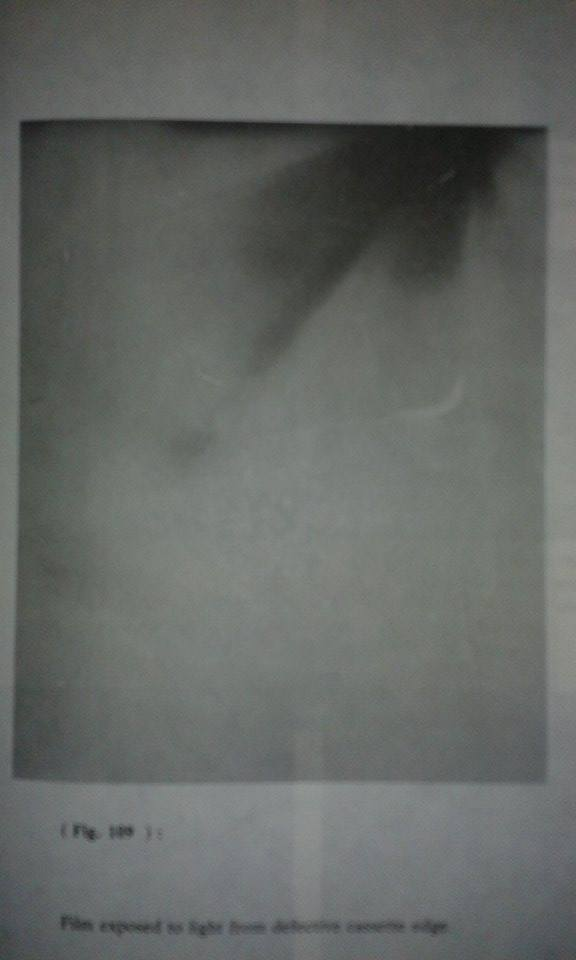 ( Fig. 109 ) :
Film exposed to light from defective cassette edge.